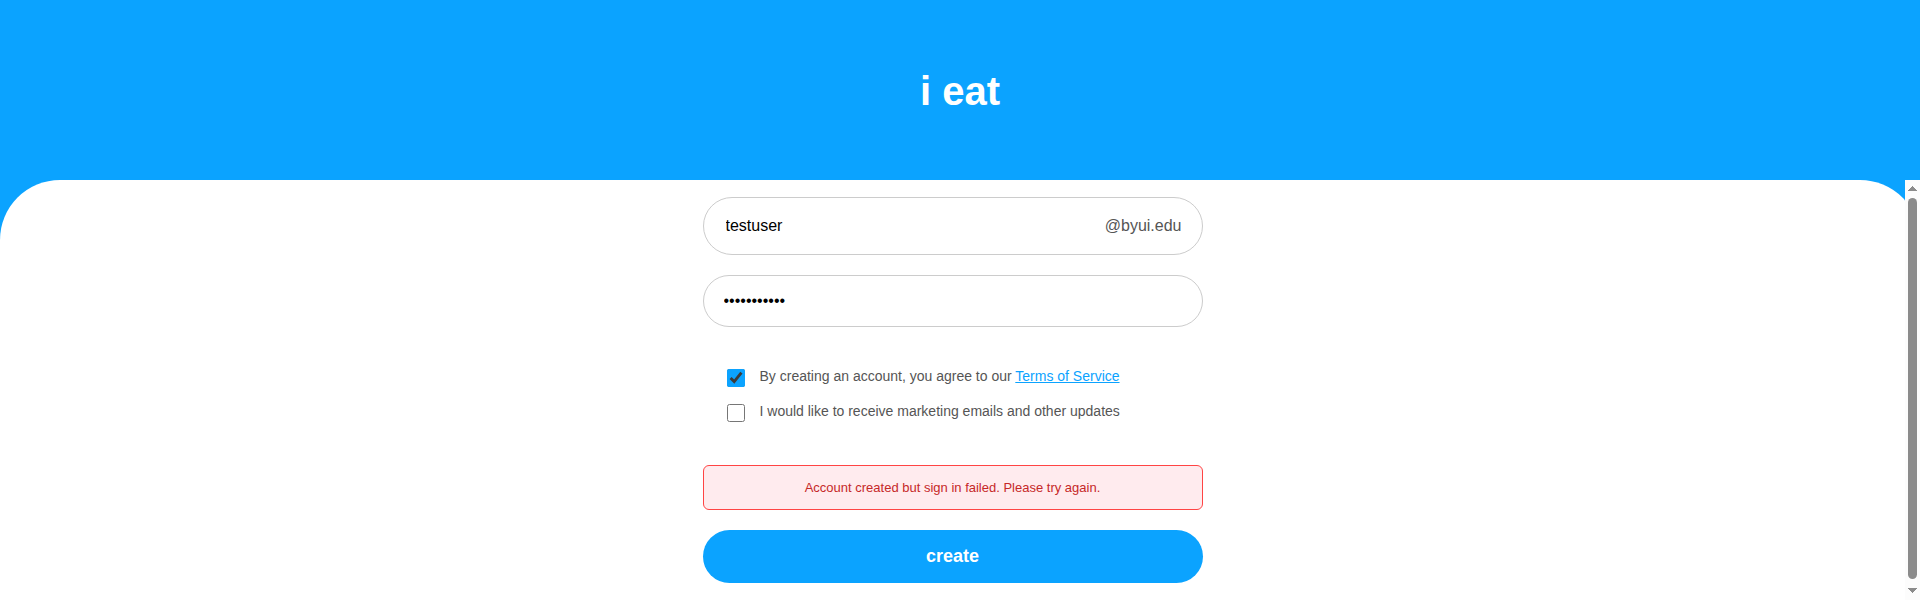 i eat
testuser @byui.edu
•••••••••••
By creating an account, you agree to our Terms of Service
I would like to receive marketing emails and other updates
Account created but sign in failed. Please try again.
create